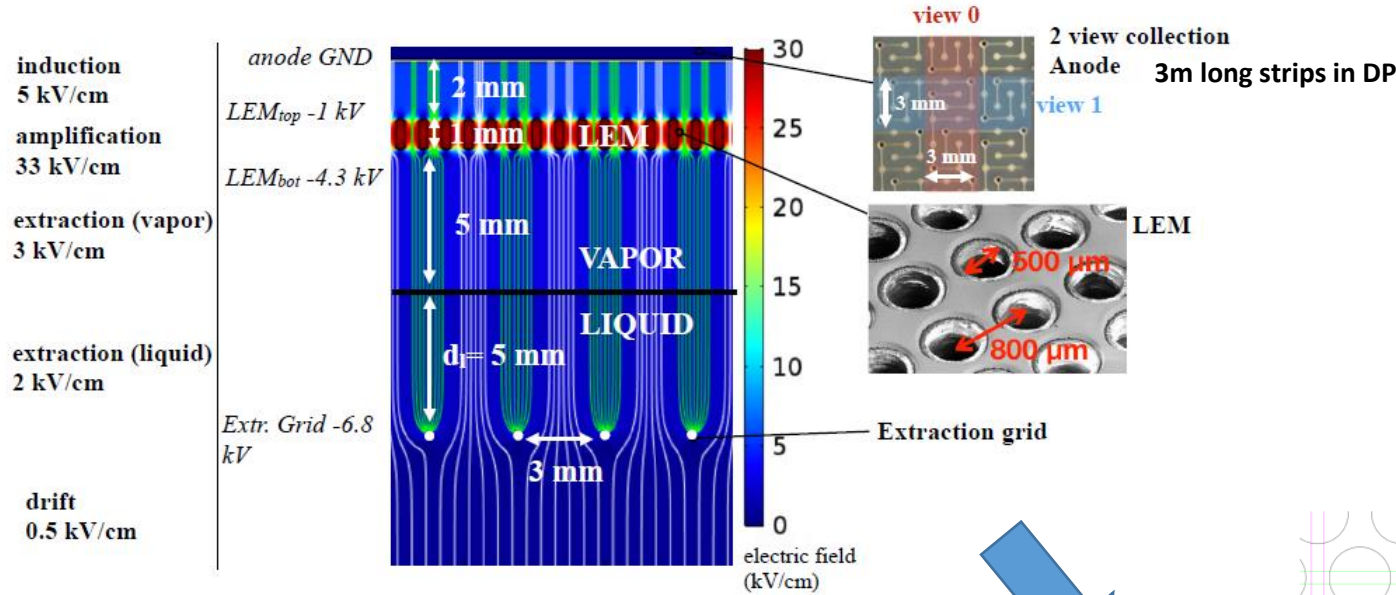 induction
5 kV/cm
amplification
33 kV/cm
extraction (vapor)
3 kV/cm
extraction (liquid)
2 kV/cm
drift
0.5 kV/cm
anode GND
LEMtop -1 kV
LEMbot -4.3 kV
Extr. Grid -6.8
kV
2 mm
1 mm LEM
5 mm
VAPOR
LIQUID
dl= 5 mm
3 mm
30
25
20
15
10
5
0
electric field
(kV/cm)
view 0
2 view collection
Anode
3m long strips in DP
view 1
3 mm
3 mm
LEM
500 µm
800 µm
Extraction grid